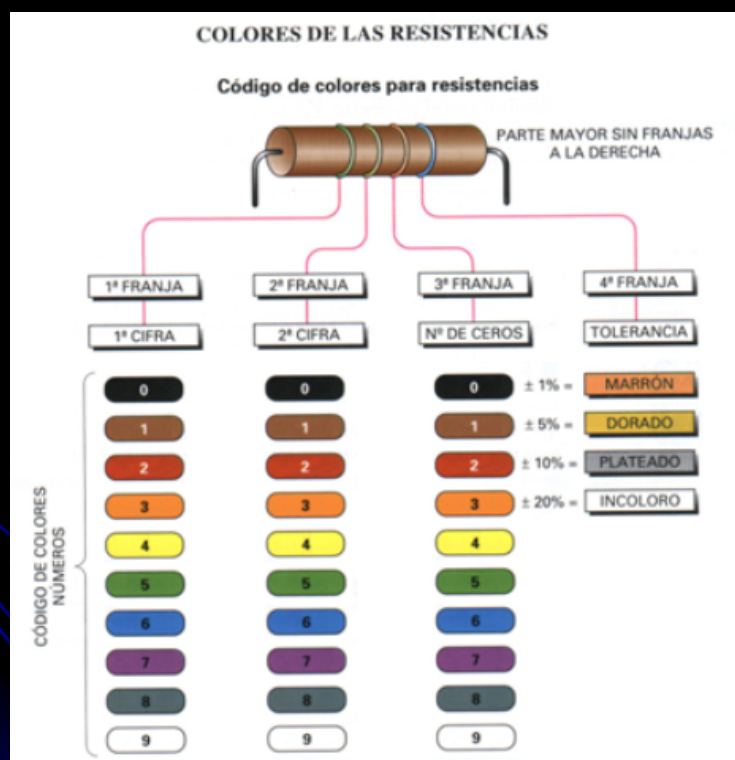 COLORES DE LAS RESISTENCIAS
Código de colores para resistencias
PARTE MAYOR SIN FRANJAS
A LA DERECHA
1ª FRANJA
2ª FRANJA
3ª FRANJA
4ª FRANJA
1ª CIFRA
2ª CIFRA
Nº DE CEROS
TOLERANCIA
CÓDIGO DE COLORES
NÚMEROS
0 0 0 ± 1% = MARRÓN
1 1 1 ± 5% = DORADO
2 2 2 ± 10% = PLATEADO
3 3 3 ± 20% = INCOLORO
4 4 4
5 5 5
6 6 6
7 7 7
8 8 8
9 9 9